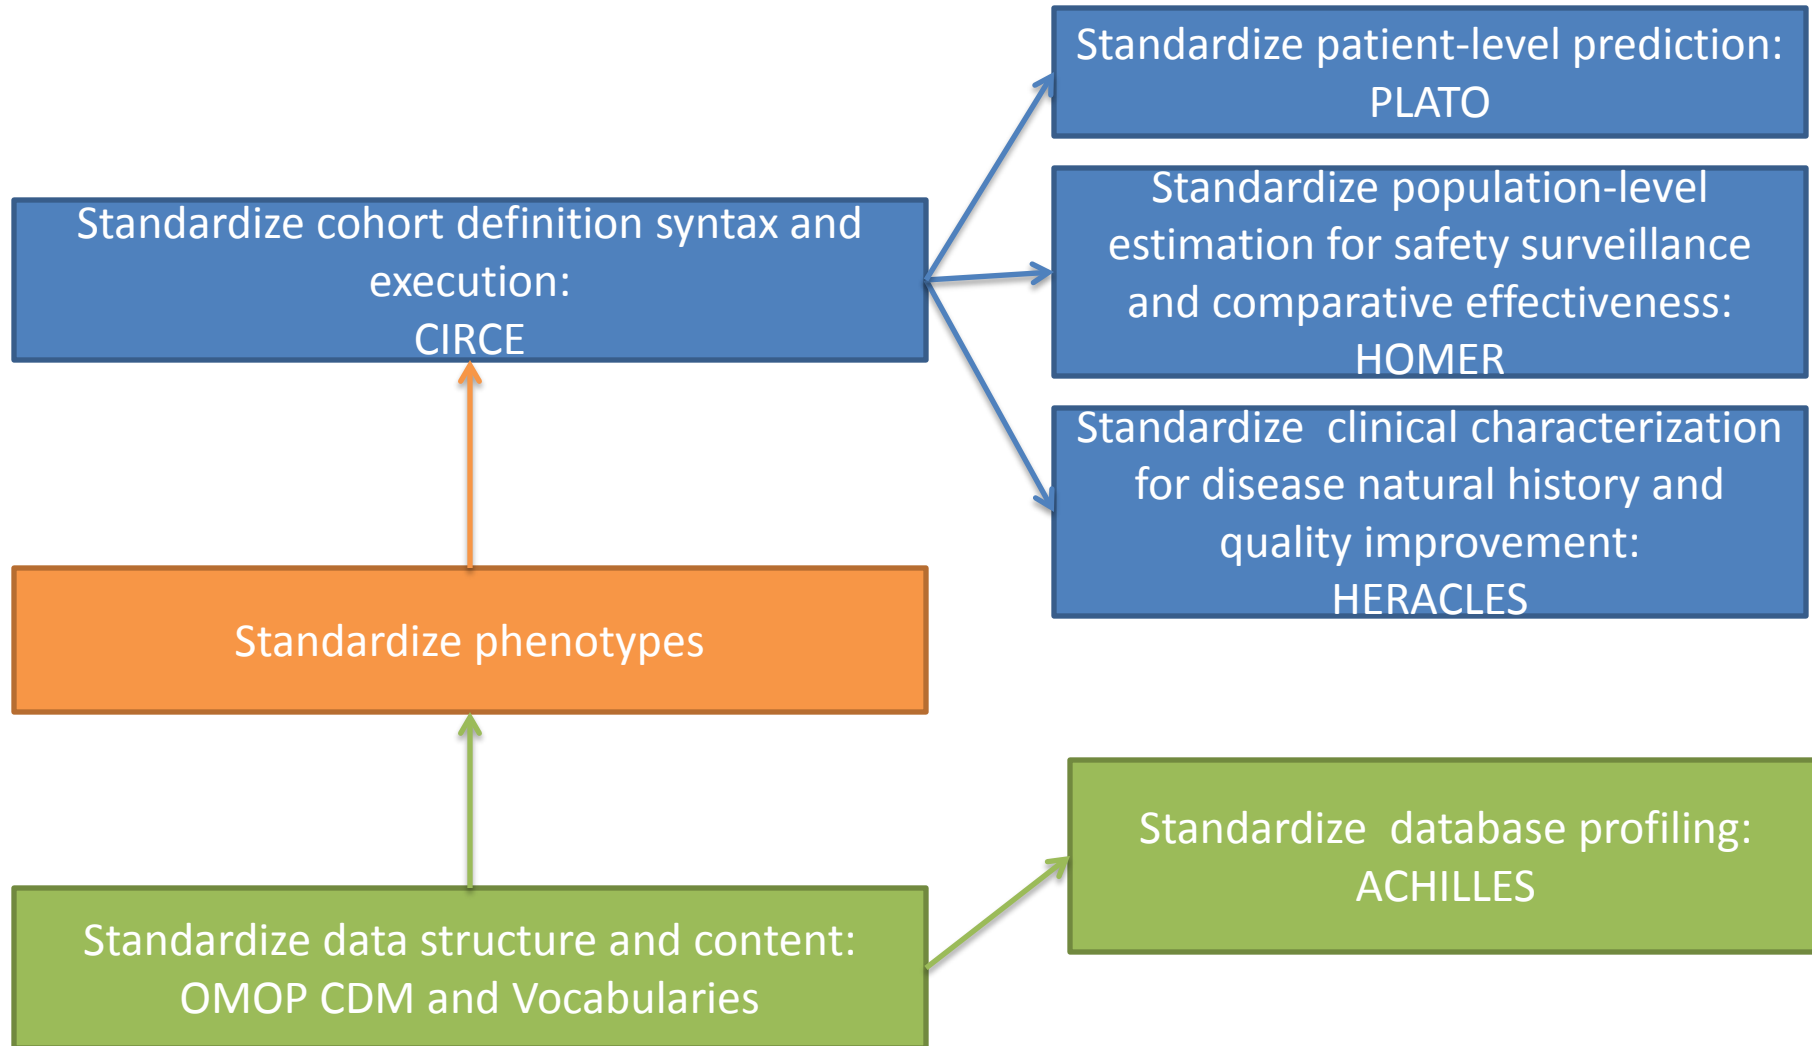 Standardize patient-level prediction:
PLATO
Standardize cohort definition syntax and
execution:
CIRCE
Standardize population-level
estimation for safety surveillance
and comparative effectiveness:
HOMER
Standardize  clinical characterization
for disease natural history and
quality improvement:
HERACLES
Standardize phenotypes
Standardize  database profiling:
ACHILLES
Standardize data structure and content:
OMOP CDM and Vocabularies